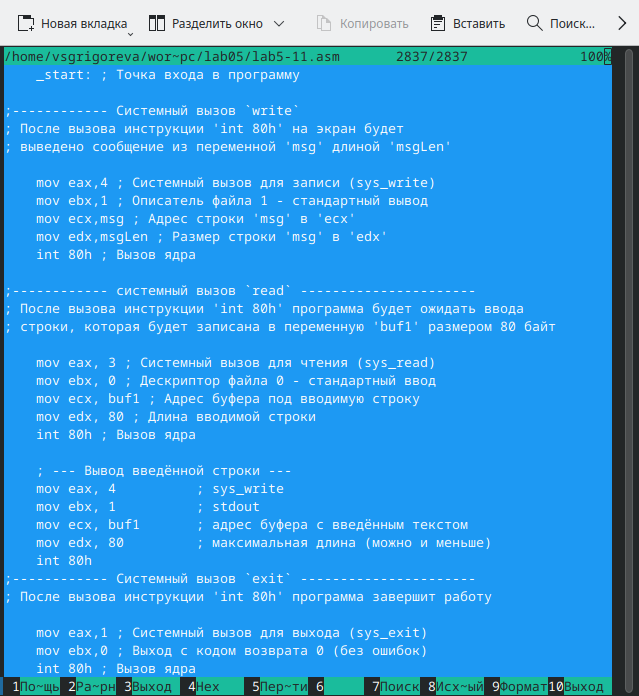 Новая вкладка Разделить окно Копировать Вставить Поиск...
/home/vsgrigoreva/wor~pc/lab05/lab5-11.asm 2837/2837 100%
_start: ; Точка входа в программу
;------------ Системный вызов `write`
; После вызова инструкции 'int 80h' на экран будет
; выведено сообщение из переменной 'msg' длиной 'msgLen'
mov eax,4 ; Системный вызов для записи (sys_write)
mov ebx,1 ; Описатель файла 1 - стандартный вывод
mov ecx,msg ; Адрес строки 'msg' в 'ecx'
mov edx,msgLen ; Размер строки 'msg' в 'edx'
int 80h ; Вызов ядра
;------------ системный вызов `read` ----------------------
; После вызова инструкции 'int 80h' программа будет ожидать ввода
; строки, которая будет записана в переменную 'buf1' размером 80 байт
mov eax, 3 ; Системный вызов для чтения (sys_read)
mov ebx, 0 ; Дескриптор файла 0 - стандартный ввод
mov ecx, buf1 ; Адрес буфера под вводимую строку
mov edx, 80 ; Длина вводимой строки
int 80h ; Вызов ядра
; --- Вывод введённой строки ---
mov eax, 4 ; sys_write
mov ebx, 1 ; stdout
mov ecx, buf1 ; адрес буфера с введённым текстом
mov edx, 80 ; максимальная длина (можно и меньше)
int 80h
;------------ Системный вызов `exit` ----------------------
; После вызова инструкции 'int 80h' программа завершит работу
mov eax,1 ; Системный вызов для выхода (sys_exit)
mov ebx,0 ; Выход с кодом возврата 0 (без ошибок)
int 80h ; Вызов ядра
1По~щь 2Ра~рн 3Выход 4Hex 5Пер~ти 6 7Поиск 8Исх~ый 9Формат 10Выход